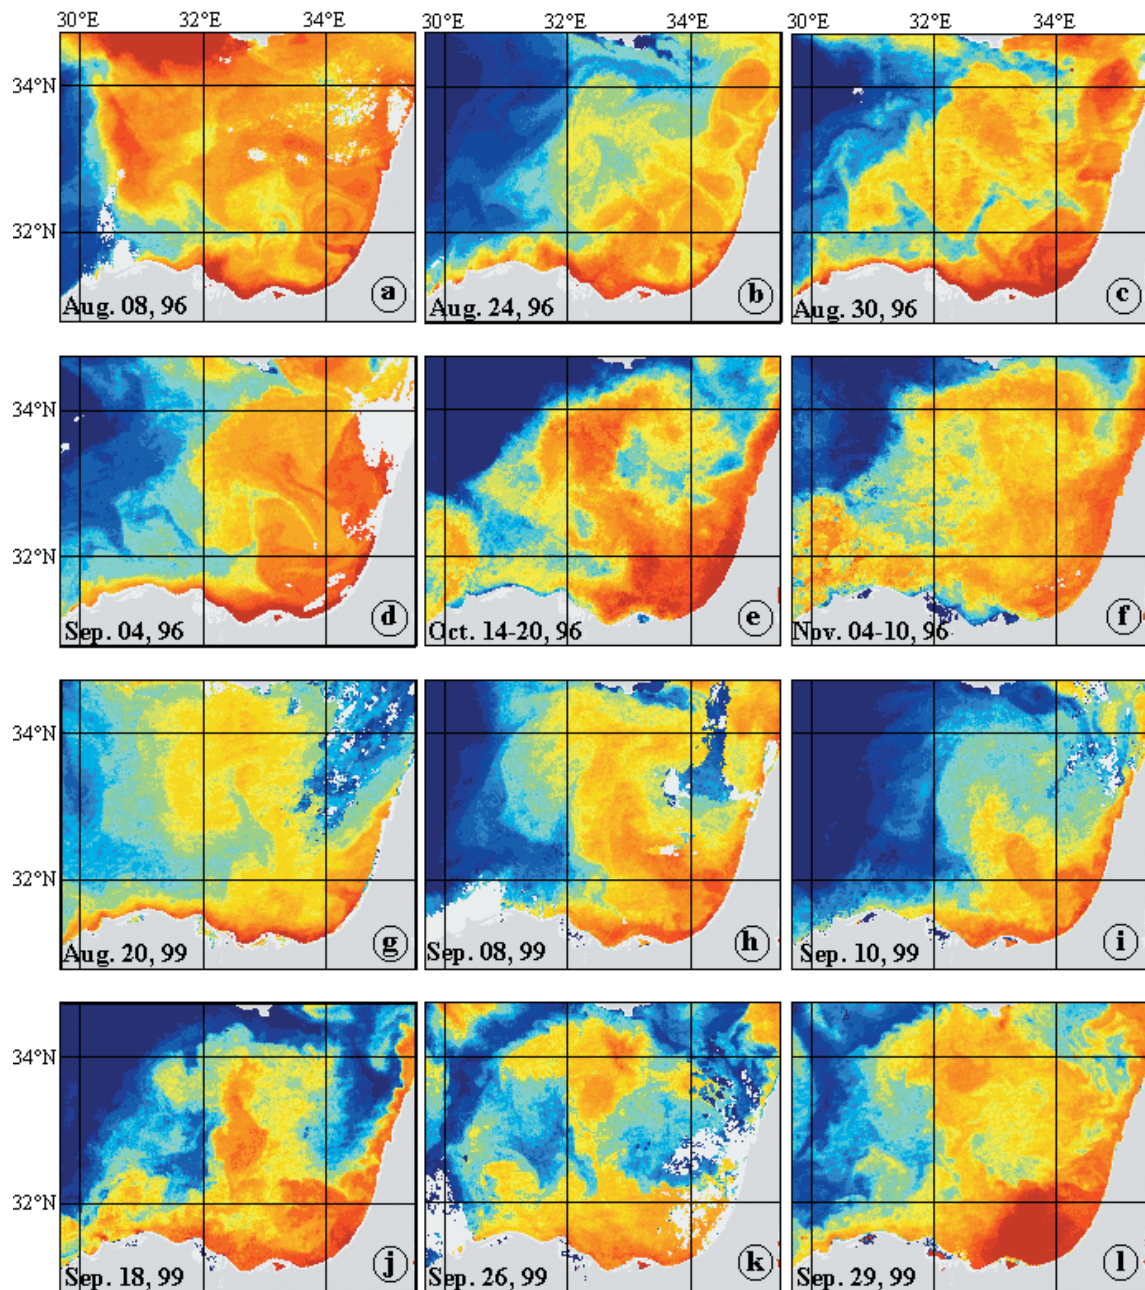 30°E 32°E 34°E 32°E 34°E 32°E 34°E
34°N
32°N
Aug. 08, 96 a
Aug. 24, 96 b
Aug. 30, 96 c
34°N
32°N
Sep. 04, 96 d
Oct. 14-20, 96 e
Nov. 04-10, 96 f
34°N
32°N
Aug. 20, 99 g
Sep. 08, 99 h
Sep. 10, 99 i
34°N
32°N
Sep. 18, 99 j
Sep. 26, 99 k
Sep. 29, 99 l